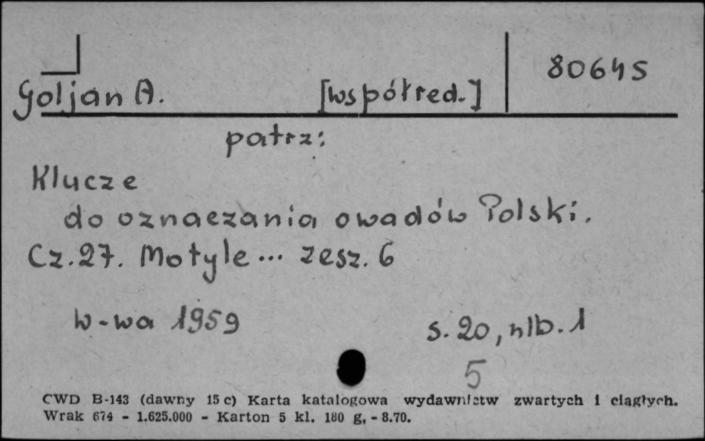 80645
Goljan A. [współred.]
patrz:
Klucze
do oznaczania owadów Polski.
Cz.27. Motyle... zesz. 6
W-wa 1959 s. 20, nlb. 1
5
CWD B-143 (dawny 15 c) Karta katalogowa wydawnictw zwartych i ciągłych.
Wrak 674 - 1.625.000 - Karton 5 kl. 180 g, - 8.70.